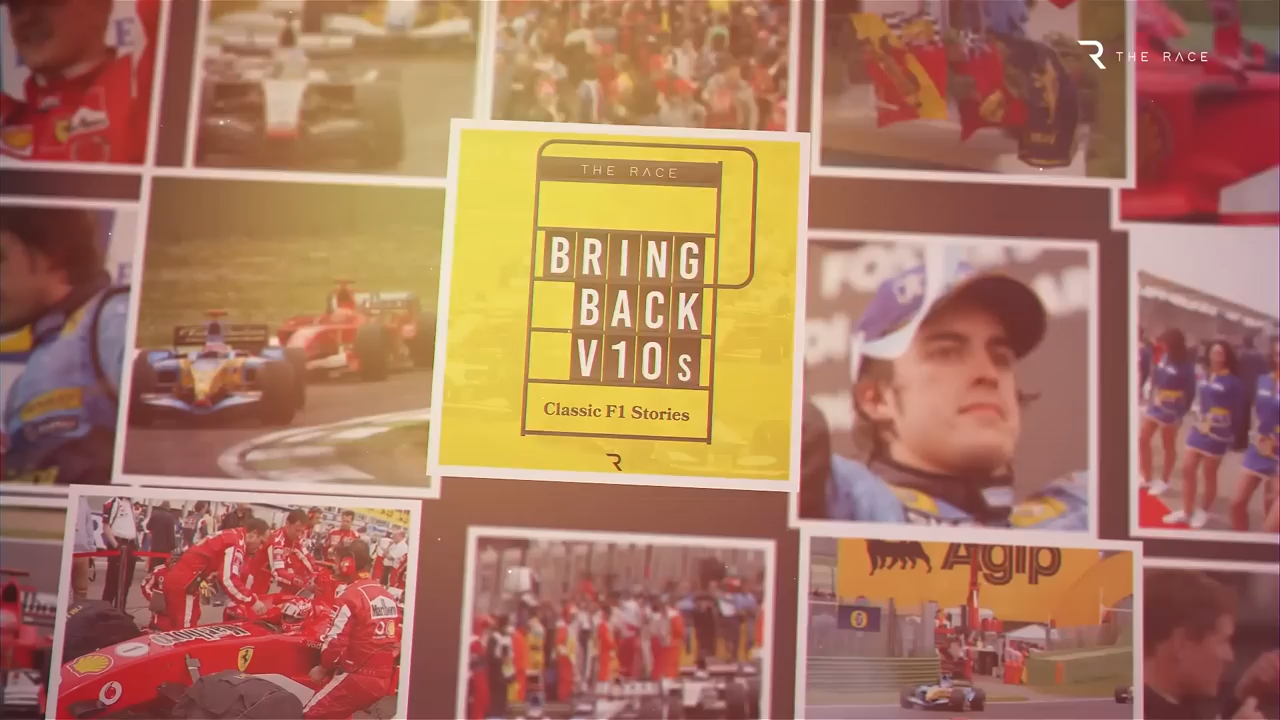 THE RACE
THE RACE
BRING
BACK
V10s
Classic F1 Stories
Agip
Marlboro